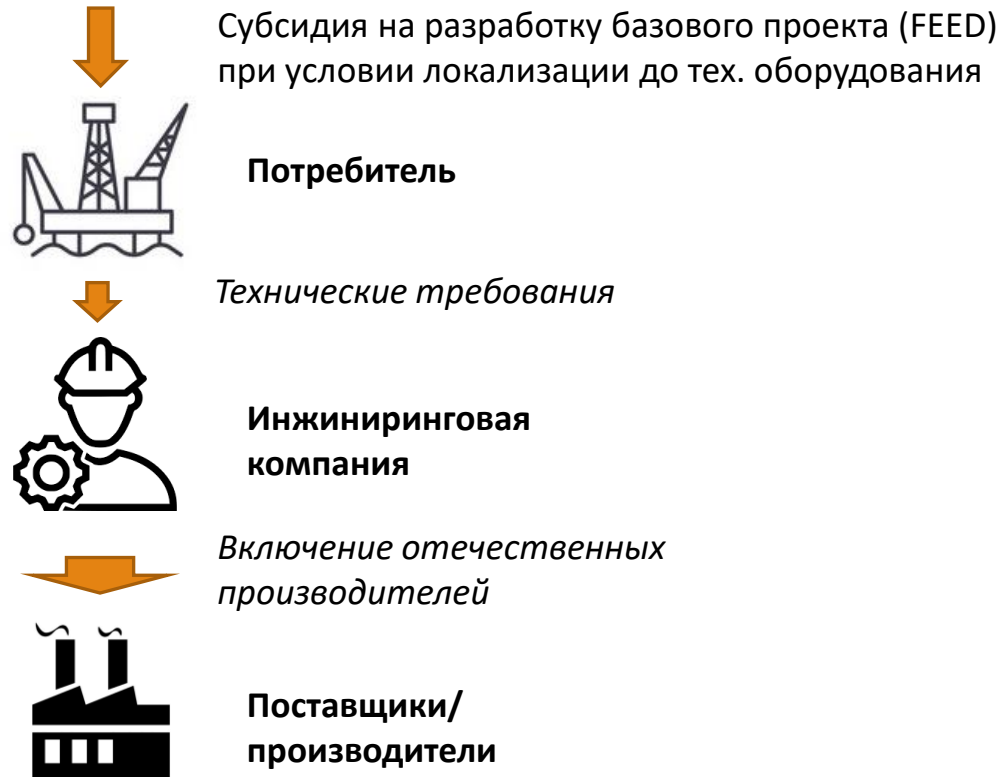 Субсидия на разработку базового проекта (FEED)
при условии локализации до тех. оборудования
Потребитель
Технические требования
Инжиниринговая
компания
Включение отечественных
производителей
Поставщики/
производители